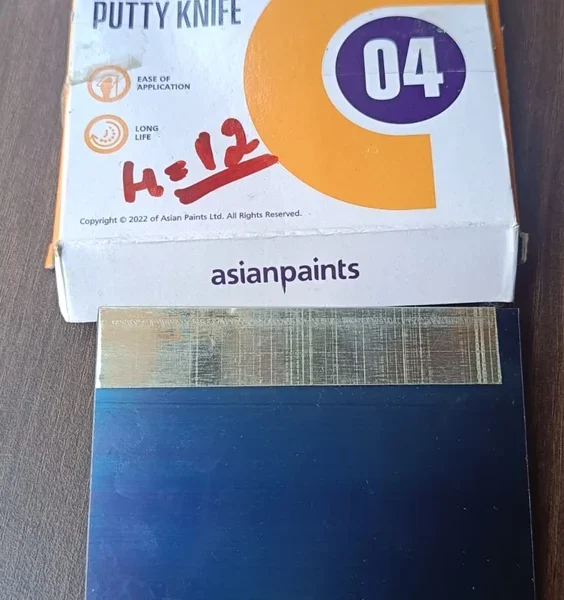 PUTTY KNIFE
04
EASE OF
APPLICATION
LONG
LIFE
H=12
Copyright © 2022 of Asian Paints Ltd. All Rights Reserved.
asianpaints